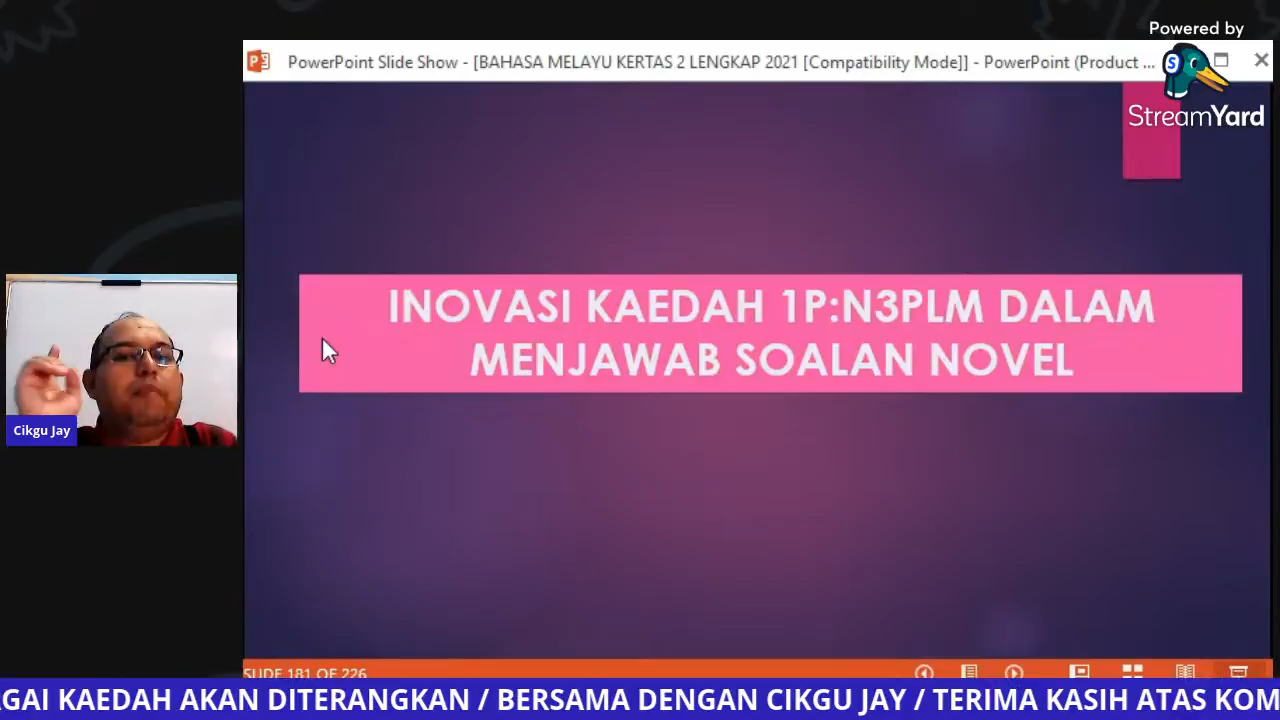 Powered by
PowerPoint Slide Show - [BAHASA MELAYU KERTAS 2 LENGKAP 2021 [Compatibility Mode]] - PowerPoint (Product ...
S
StreamYard
INOVASI KAEDAH 1P:N3PLM DALAM
MENJAWAB SOALAN NOVEL
Cikgu Jay
SLIDE 181 OF 226
GAI KAEDAH AKAN DITERANGKAN / BERSAMA DENGAN CIKGU JAY / TERIMA KASIH ATAS KOM